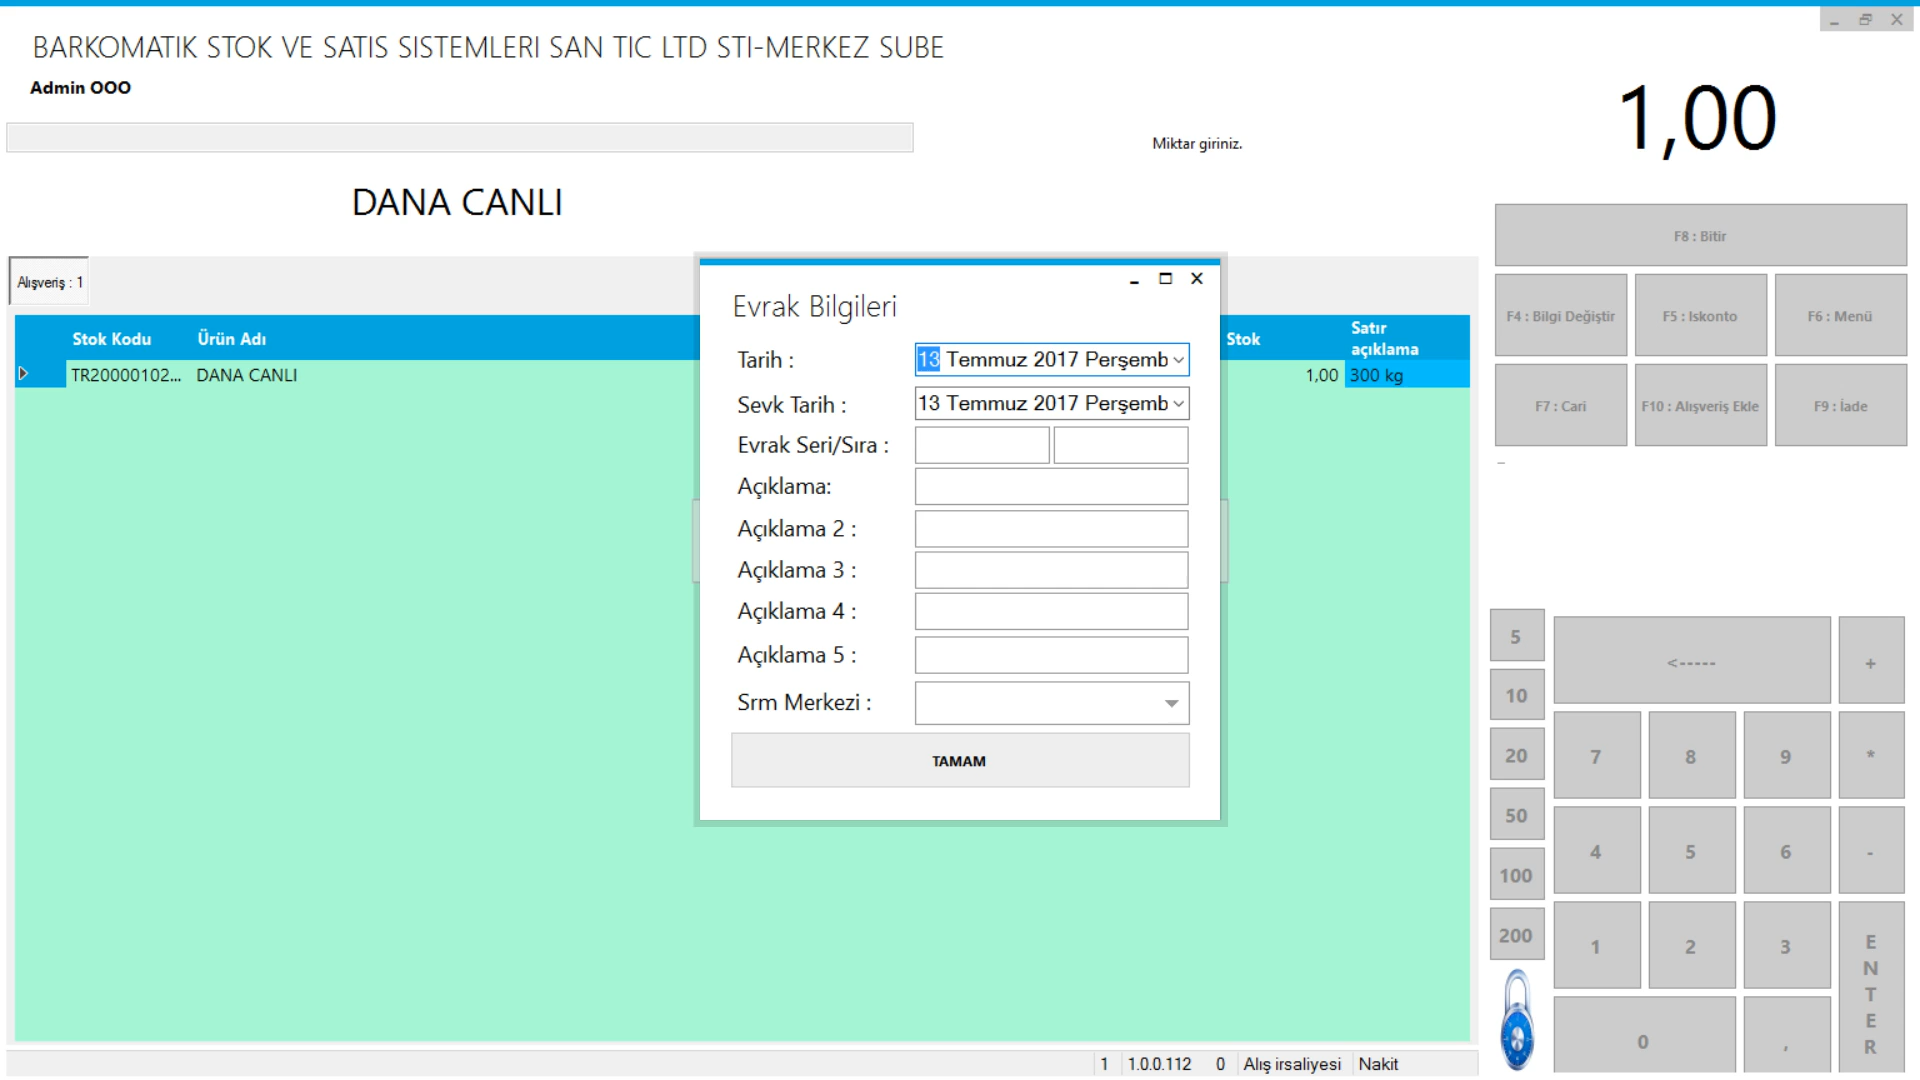 BARKOMATIK STOK VE SATIS SISTEMLERI SAN TIC LTD STI-MERKEZ SUBE
Admin OOO
1,00
Miktar giriniz.
DANA CANLI
F8 : Bitir
Alışveriş : 1
F4 : Bilgi Değiştir
F5 : Iskonto
F6 : Menü
Stok Kodu
Ürün Adı
Stok
Satır
açıklama
TR20000102...
DANA CANLI
1,00
300 kg
F7 : Cari
F10 : Alışveriş Ekle
F9 : İade
Evrak Bilgileri
Tarih :
13 Temmuz 2017 Perşemb
Sevk Tarih :
13 Temmuz 2017 Perşemb
Evrak Seri/Sıra :
Açıklama:
Açıklama 2 :
Açıklama 3 :
Açıklama 4 :
Açıklama 5 :
Srm Merkezi :
TAMAM
5
<-----
+
10
20
7
8
9
*
50
4
5
6
-
100
200
1
2
3
E
N
T
E
R
0
,
1
1.0.0.112
0
Alış irsaliyesi
Nakit